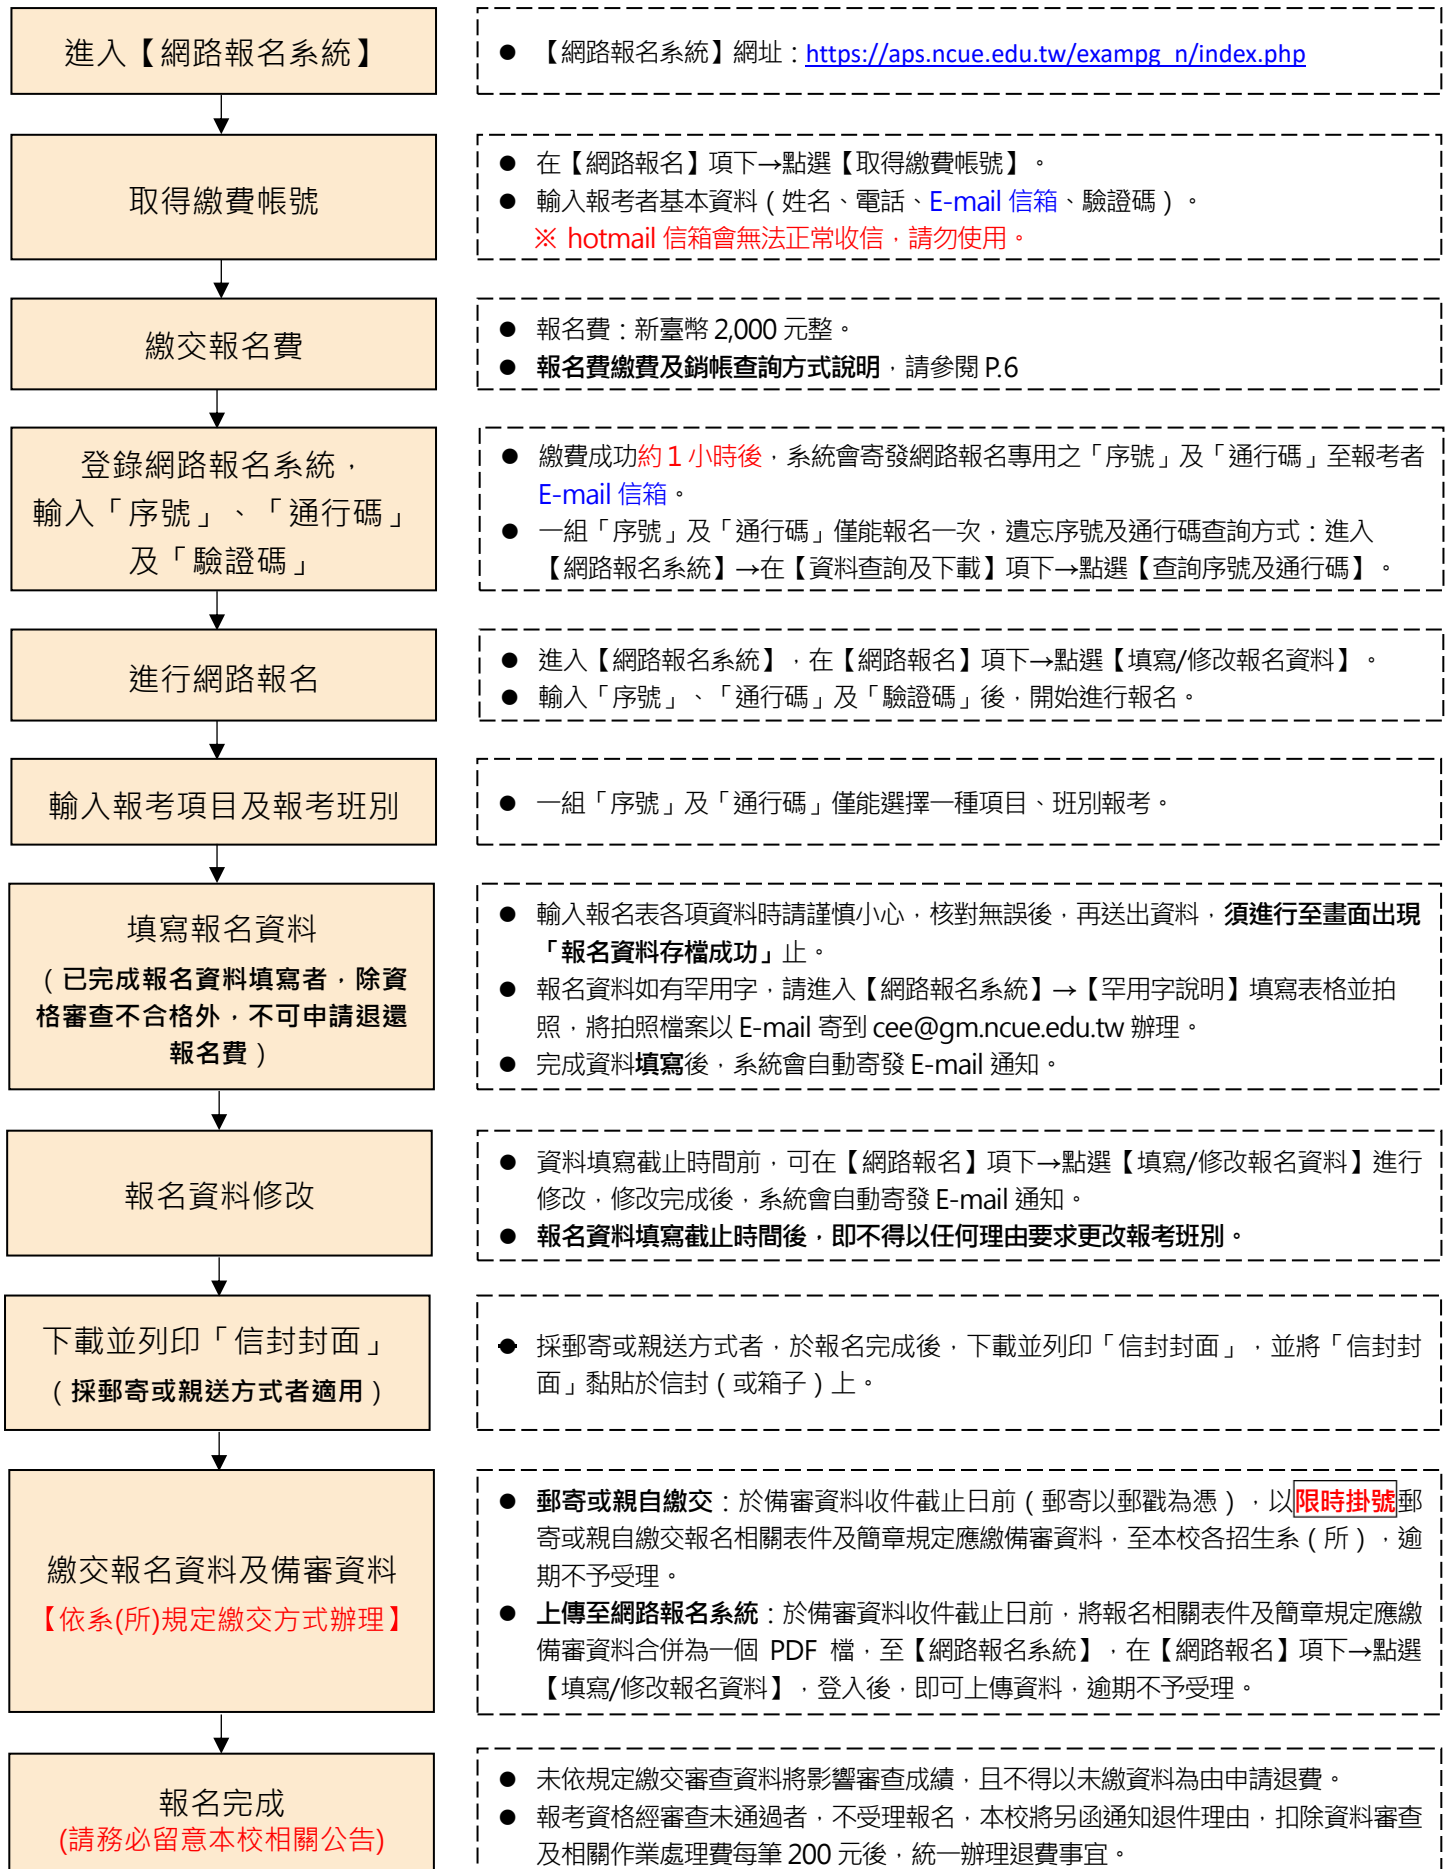 進入【網路報名系統】
● 【網路報名系統】網址：https://aps.ncue.edu.tw/exampg_n/index.php
取得繳費帳號
● 在【網路報名】項下→點選【取得繳費帳號】。
● 輸入報考者基本資料（姓名、電話、E-mail 信箱、驗證碼）。
※ hotmail 信箱會無法正常收信，請勿使用。
繳交報名費
● 報名費：新臺幣 2,000 元整。
● 報名費繳費及銷帳查詢方式說明，請參閱 P.6
登錄網路報名系統，
輸入「序號」、「通行碼」
及「驗證碼」
● 繳費成功約 1 小時後，系統會寄發網路報名專用之「序號」及「通行碼」至報考者
E-mail 信箱。
● 一組「序號」及「通行碼」僅能報名一次，遺忘序號及通行碼查詢方式：進入
【網路報名系統】→在【資料查詢及下載】項下→點選【查詢序號及通行碼】。
進行網路報名
● 進入【網路報名系統】，在【網路報名】項下→點選【填寫/修改報名資料】。
● 輸入「序號」、「通行碼」及「驗證碼」後，開始進行報名。
輸入報考項目及報考班別
● 一組「序號」及「通行碼」僅能選擇一種項目、班別報考。
填寫報名資料
（已完成報名資料填寫者，除資
格審查不合格外，不可申請退還
報名費）
● 輸入報名表各項資料時請謹慎小心，核對無誤後，再送出資料，須進行至畫面出現
「報名資料存檔成功」止。
● 報名資料如有罕用字，請進入【網路報名系統】→【罕用字說明】填寫表格並拍
照，將拍照檔案以 E-mail 寄到 cee@gm.ncue.edu.tw 辦理。
● 完成資料填寫後，系統會自動寄發 E-mail 通知。
報名資料修改
● 資料填寫截止時間前，可在【網路報名】項下→點選【填寫/修改報名資料】進行
修改，修改完成後，系統會自動寄發 E-mail 通知。
● 報名資料填寫截止時間後，即不得以任何理由要求更改報考班別。
下載並列印「信封封面」
（採郵寄或親送方式者適用）
● 採郵寄或親送方式者，於報名完成後，下載並列印「信封封面」，並將「信封封
面」黏貼於信封（或箱子）上。
繳交報名資料及備審資料
【依系(所)規定繳交方式辦理】
● 郵寄或親自繳交：於備審資料收件截止日前（郵寄以郵戳為憑），以限時掛號郵
寄或親自繳交報名相關表件及簡章規定應繳備審資料，至本校各招生系（所），逾
期不予受理。
● 上傳至網路報名系統：於備審資料收件截止日前，將報名相關表件及簡章規定應繳
備審資料合併為一個 PDF 檔，至【網路報名系統】，在【網路報名】項下→點選
【填寫/修改報名資料】，登入後，即可上傳資料，逾期不予受理。
報名完成
(請務必留意本校相關公告)
● 未依規定繳交審查資料將影響審查成績，且不得以未繳資料為由申請退費。
● 報考資格經審查未通過者，不受理報名，本校將另函通知退件理由，扣除資料審查
及相關作業處理費每筆 200 元後，統一辦理退費事宜。